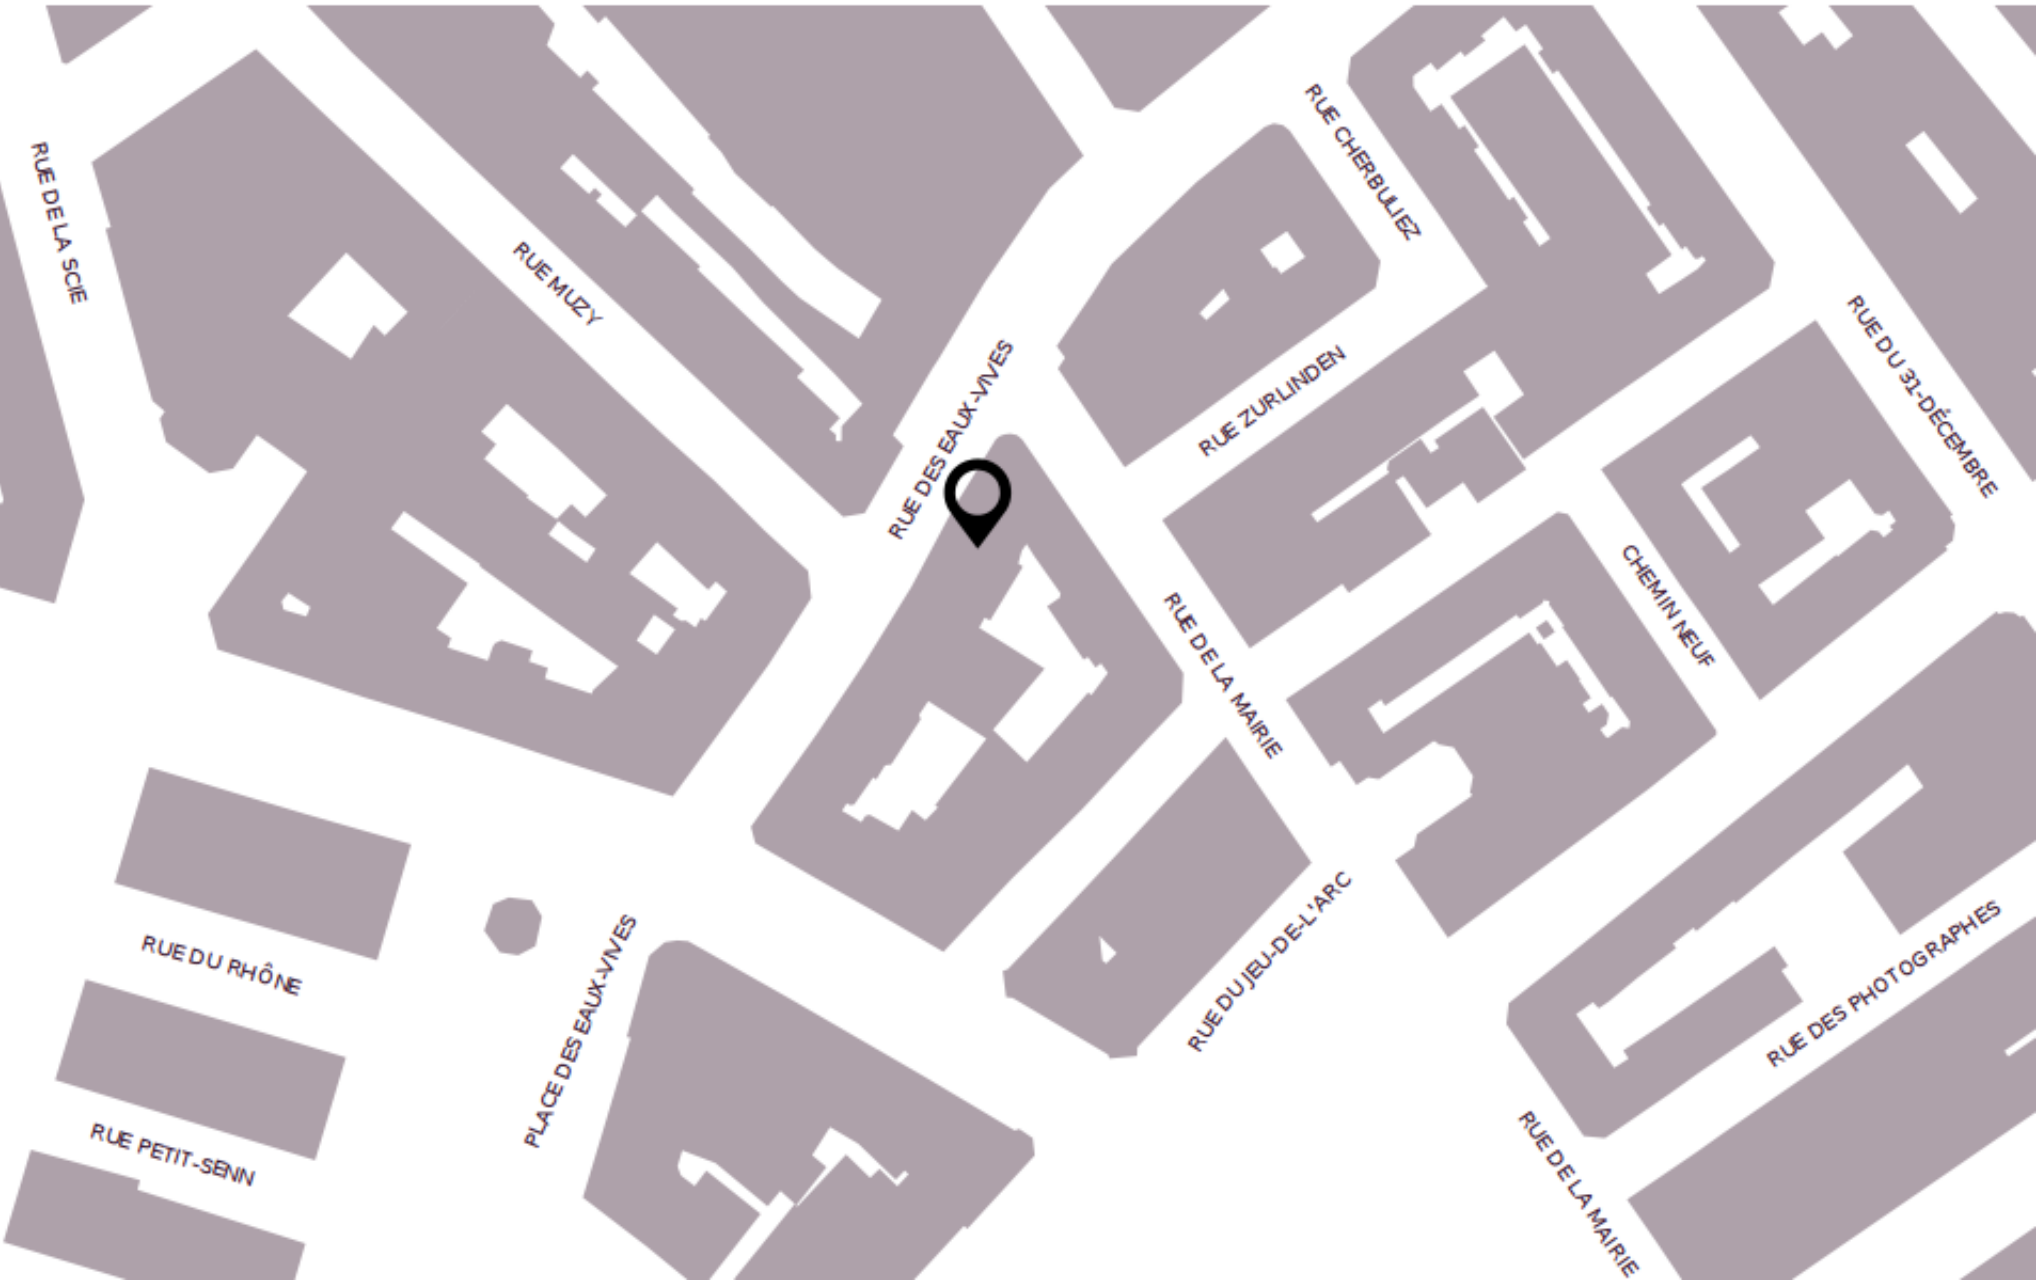 RUE CHERBULIEZ
RUE DE LA SCIE
RUE MUZY
RUE DU 31-DÉCEMBRE
RUE DES EAUX-VIVES
RUE ZURLINDEN
CHEMIN NEUF
RUE DE LA MAIRIE
RUE DU JEU-DE-L'ARC
RUE DES PHOTOGRAPHES
PLACE DES EAUX-VIVES
RUE DU RHÔNE
RUE PETIT-SENN
RUE DE LA MAIRIE